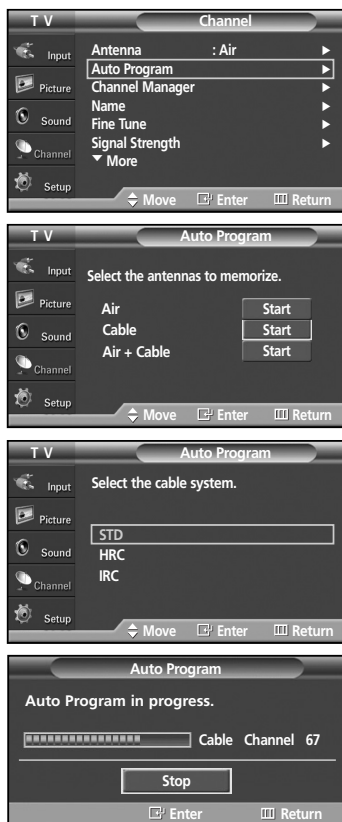 T V Channel
Input
Picture
Sound
Channel
Setup
Antenna : Air
Auto Program
Channel Manager
Name
Fine Tune
Signal Strength
More
Move Enter Return
T V Auto Program
Input
Picture
Sound
Channel
Setup
Select the antennas to memorize.
Air Start
Cable Start
Air + Cable Start
Move Enter Return
T V Auto Program
Input
Picture
Sound
Channel
Setup
Select the cable system.
STD
HRC
IRC
Move Enter Return
Auto Program
Auto Program in progress.
Cable Channel 67
Stop
Enter Return